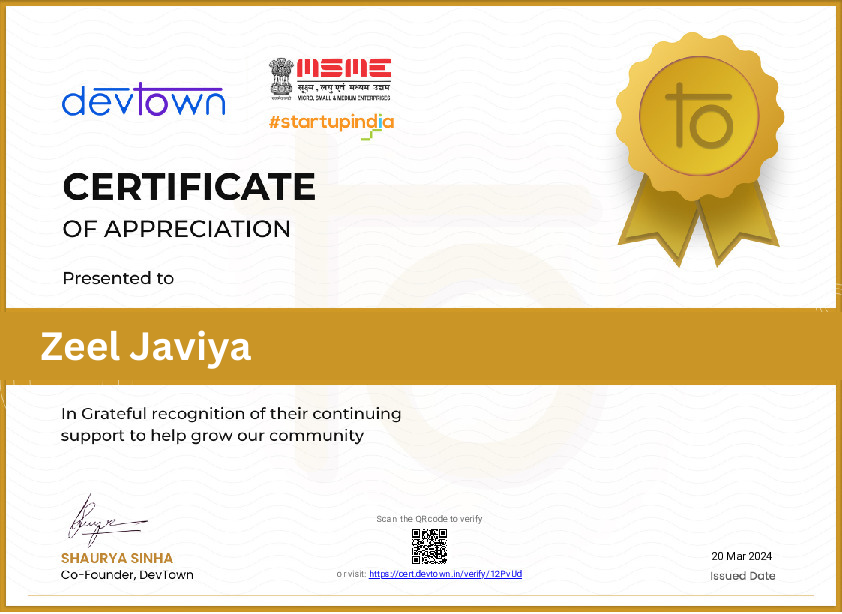 devtown
MSME
सूक्ष्म, लघु एवं मध्यम उद्यम
MICRO, SMALL & MEDIUM ENTERPRISES
#startupindia
to
CERTIFICATE
OF APPRECIATION
Presented to
Zeel Javiya
In Grateful recognition of their continuing
support to help grow our community
Scan the QRcode to verify
SHAURYA SINHA
Co-Founder, DevTown
or visit: https://cert.devtown.in/verify/12PvUd
20 Mar 2024
Issued Date